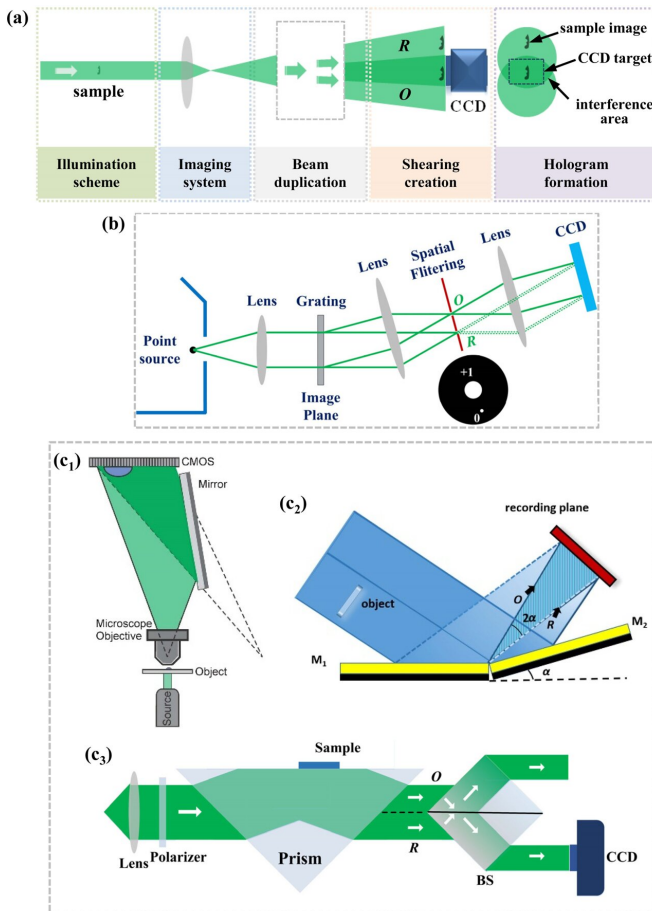 (a)
R
sample
O
CCD
sample image
CCD target
interference
area
Illumination
scheme
Imaging
system
Beam
duplication
Shearing
creation
Hologram
formation
(b)
Point
source
Lens
Grating
Image
Plane
Lens
Spatial
Flitering
O
R
+1
0
Lens
CCD
(c1)
CMOS
Mirror
Microscope
Objective
Object
Source
(c2)
recording plane
object
O
2α
R
M1
M2
α
(c3)
Sample
Lens
Polarizer
Prism
O
R
BS
CCD